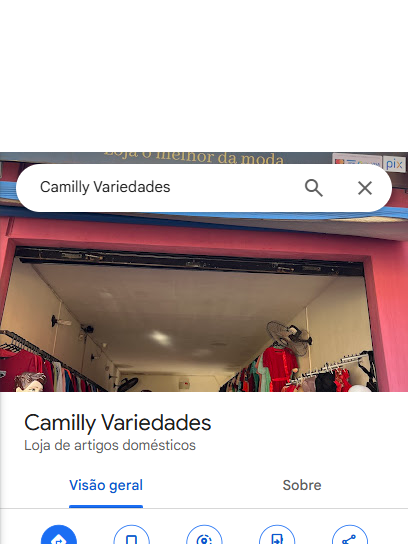 Loja o melhor da moda
pix
Camilly Variedades
Camilly Variedades
Loja de artigos domésticos
Visão geral
Sobre